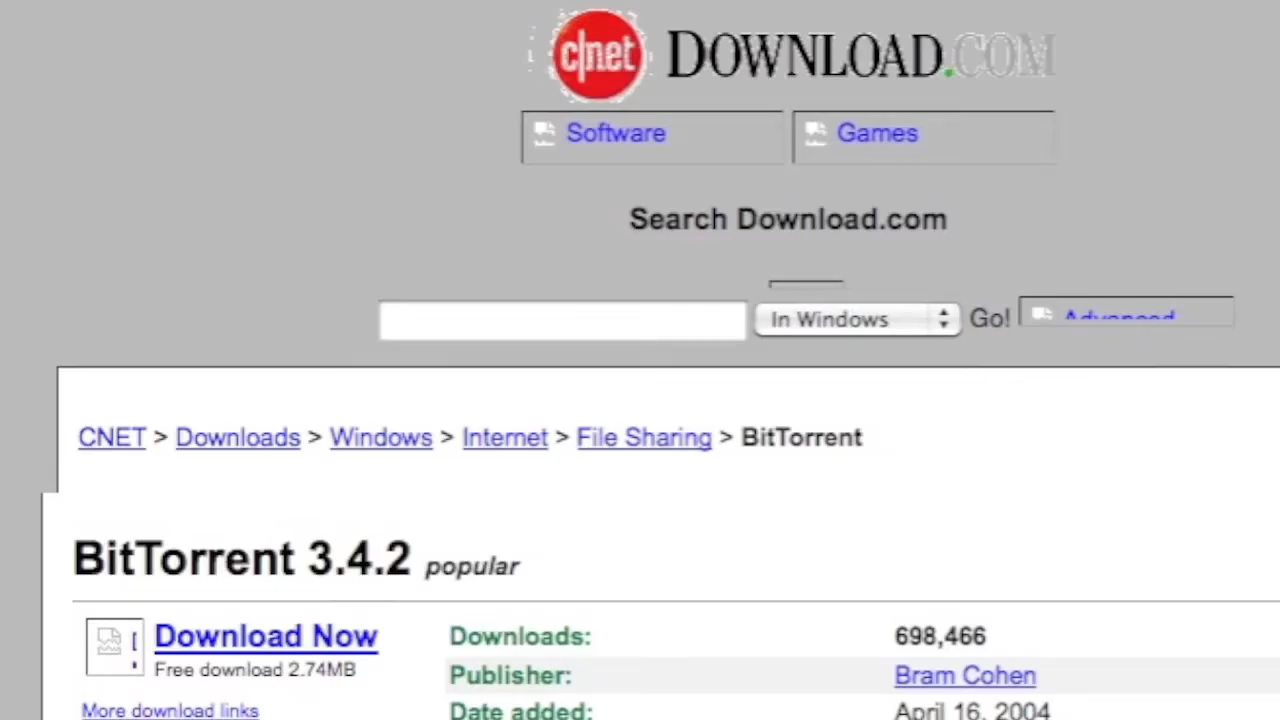 c|net DOWNLOAD.COM
Software Games
Search Download.com
In Windows Go! Advanced
CNET > Downloads > Windows > Internet > File Sharing > BitTorrent
BitTorrent 3.4.2 popular
Download Now Downloads: 698,466
Free download 2.74MB Publisher: Bram Cohen
More download links Date added: April 16, 2004